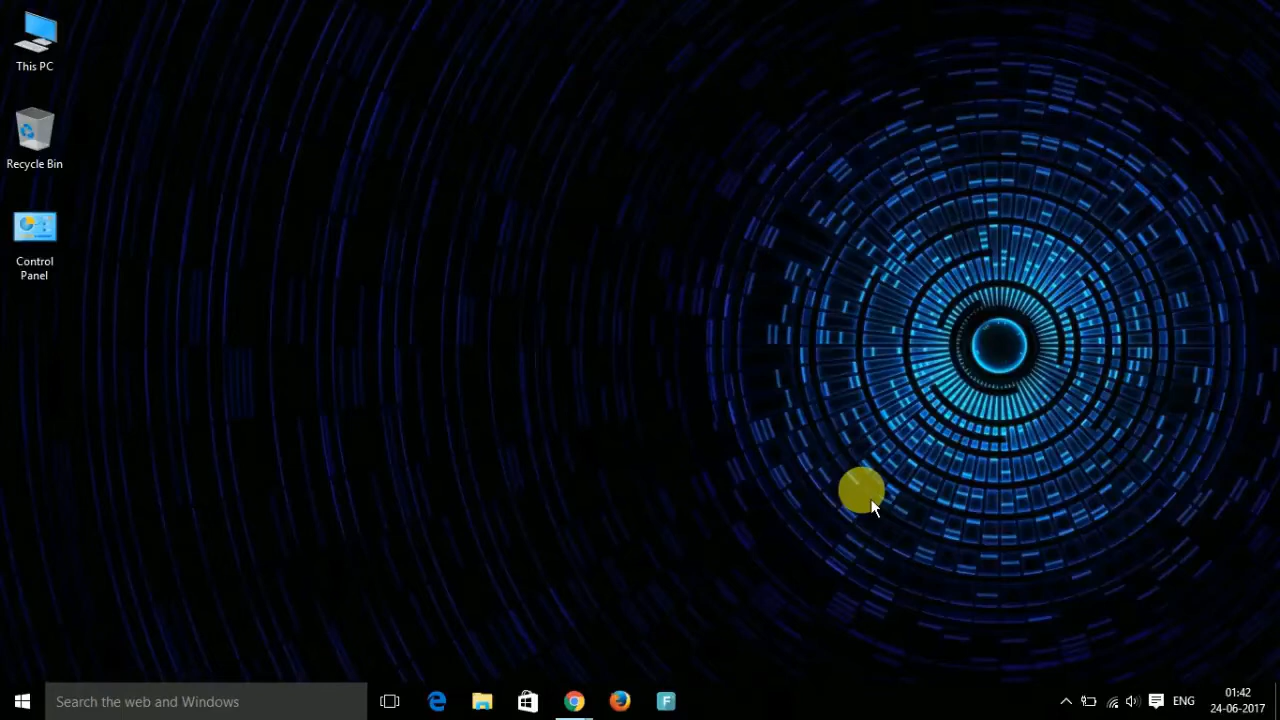 This PC
Recycle Bin
Control
Panel
Search the web and Windows
F
ENG
01:42
24-06-2017